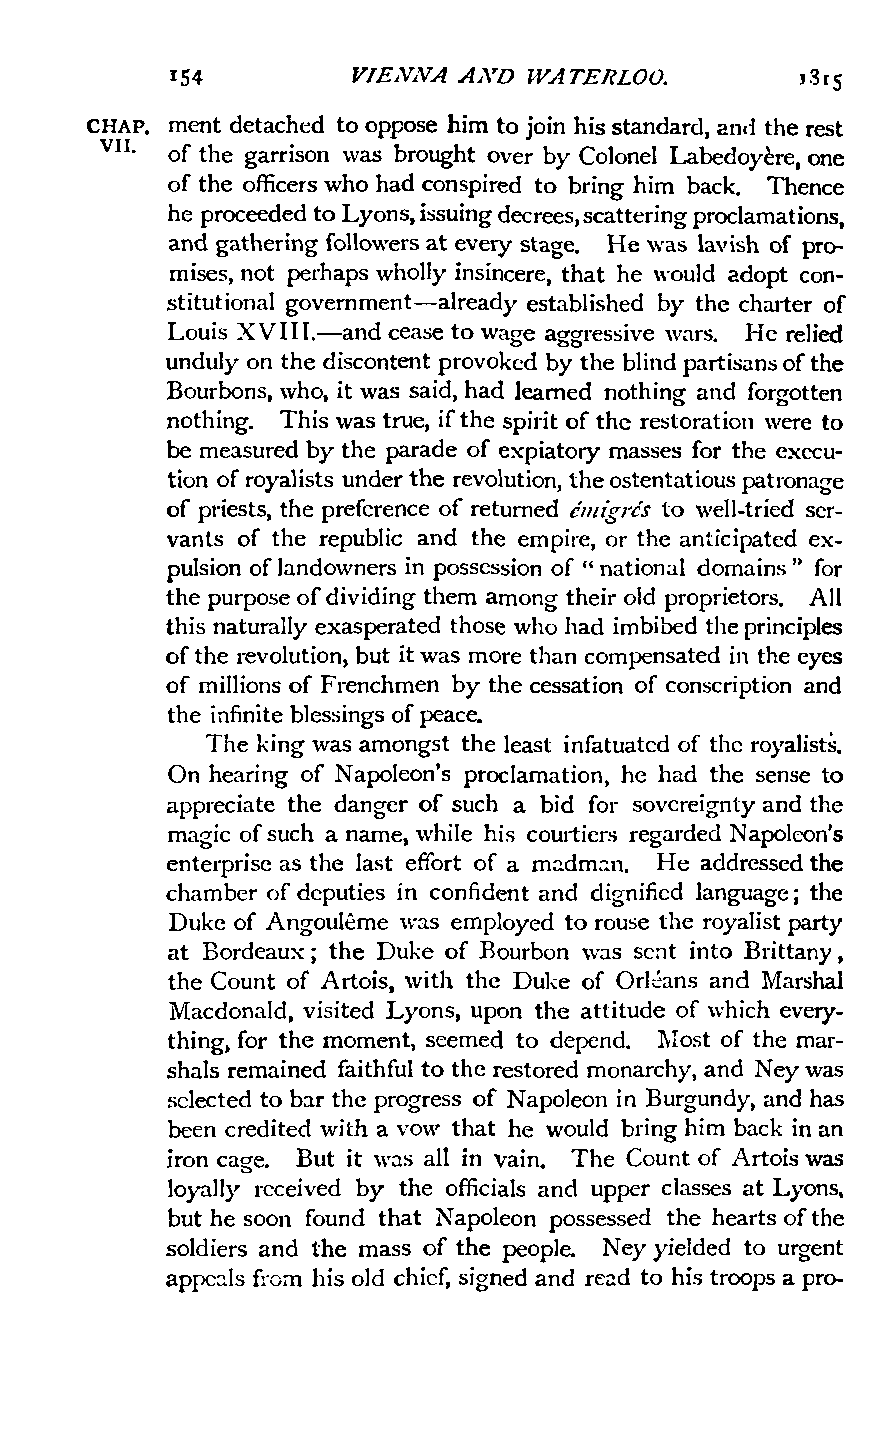 154 VIENNA AND WATERLOO. 1815
CHAP. VII.
ment detached to oppose him to join his standard, and the rest
of the garrison was brought over by Colonel Labedoyère, one
of the officers who had conspired to bring him back. Thence
he proceeded to Lyons, issuing decrees, scattering proclamations,
and gathering followers at every stage. He was lavish of pro-
mises, not perhaps wholly insincere, that he would adopt con-
stitutional government—already established by the charter of
Louis XVIII.—and cease to wage aggressive wars. He relied
unduly on the discontent provoked by the blind partisans of the
Bourbons, who, it was said, had learned nothing and forgotten
nothing. This was true, if the spirit of the restoration were to
be measured by the parade of expiatory masses for the execu-
tion of royalists under the revolution, the ostentatious patronage
of priests, the preference of returned émigrés to well-tried ser-
vants of the republic and the empire, or the anticipated ex-
pulsion of landowners in possession of "national domains" for
the purpose of dividing them among their old proprietors. All
this naturally exasperated those who had imbibed the principles
of the revolution, but it was more than compensated in the eyes
of millions of Frenchmen by the cessation of conscription and
the infinite blessings of peace.
The king was amongst the least infatuated of the royalists.
On hearing of Napoleon's proclamation, he had the sense to
appreciate the danger of such a bid for sovereignty and the
magic of such a name, while his courtiers regarded Napoleon's
enterprise as the last effort of a madman. He addressed the
chamber of deputies in confident and dignified language; the
Duke of Angoulême was employed to rouse the royalist party
at Bordeaux; the Duke of Bourbon was sent into Brittany,
the Count of Artois, with the Duke of Orléans and Marshal
Macdonald, visited Lyons, upon the attitude of which every-
thing, for the moment, seemed to depend. Most of the mar-
shals remained faithful to the restored monarchy, and Ney was
selected to bar the progress of Napoleon in Burgundy, and has
been credited with a vow that he would bring him back in an
iron cage. But it was all in vain. The Count of Artois was
loyally received by the officials and upper classes at Lyons,
but he soon found that Napoleon possessed the hearts of the
soldiers and the mass of the people. Ney yielded to urgent
appeals from his old chief, signed and read to his troops a pro-